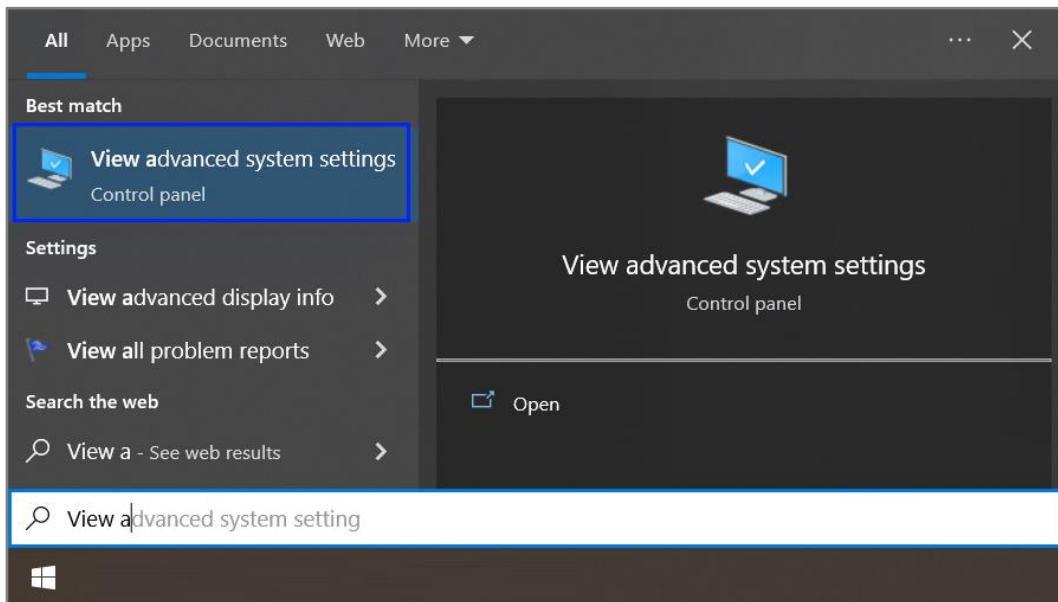 All Apps Documents Web More
Best match
View advanced system settings
Control panel
Settings
View advanced display info
View all problem reports
Search the web
View a - See web results
View advanced system settings
Control panel
Open
View advanced system setting